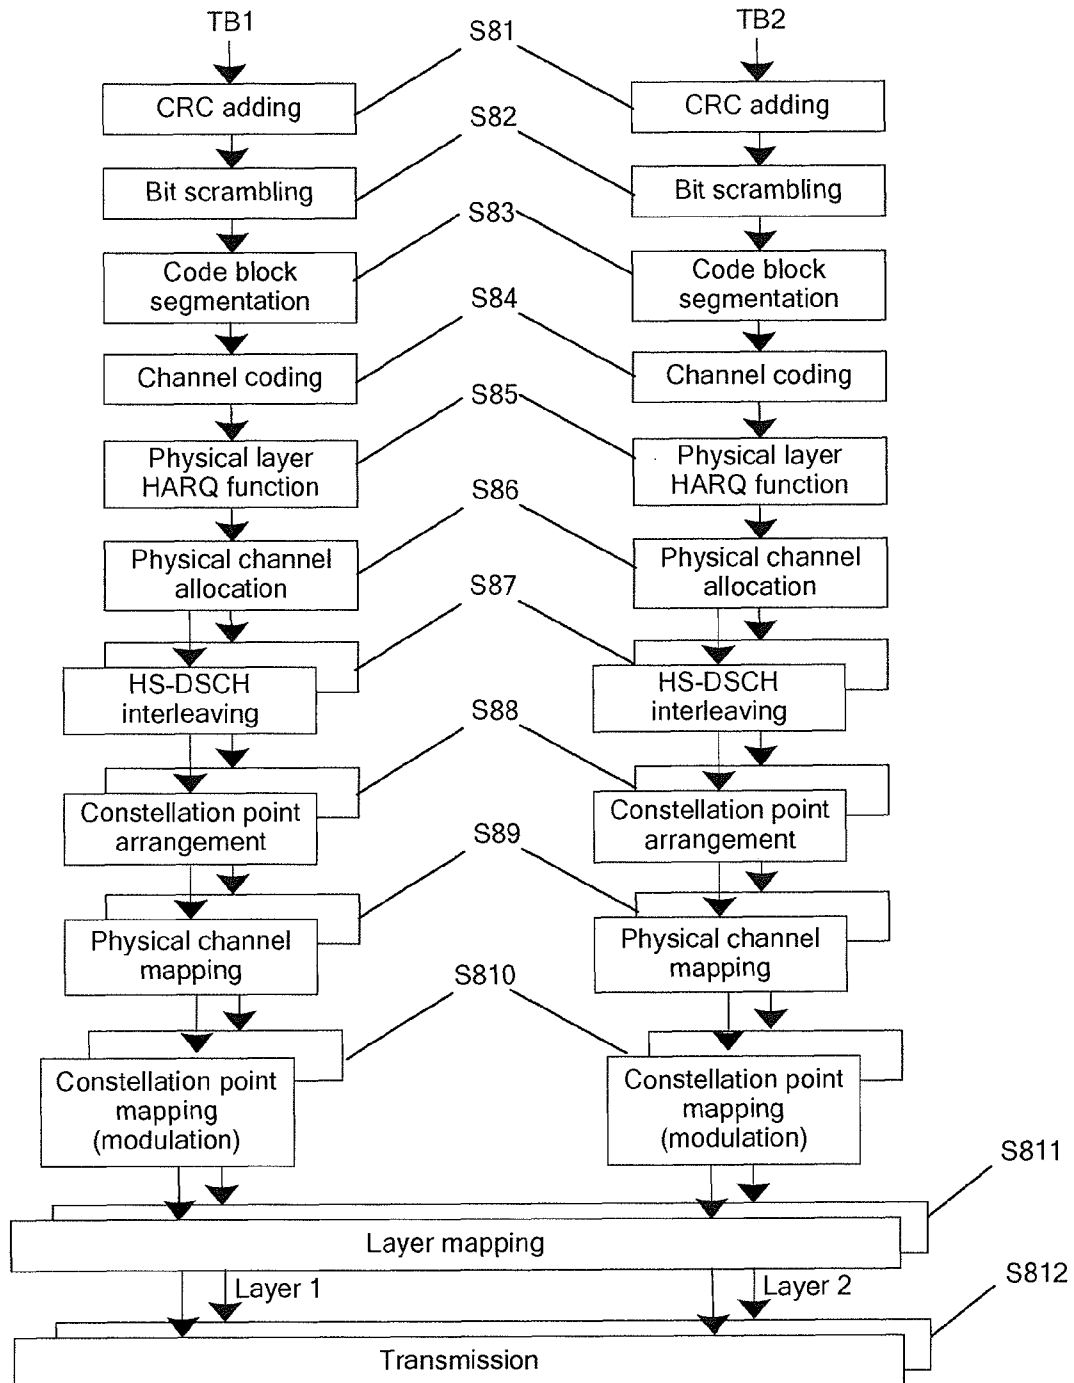 TB1
TB2
S81
CRC adding
CRC adding
S82
Bit scrambling
Bit scrambling
S83
Code block
segmentation
Code block
segmentation
S84
Channel coding
Channel coding
S85
Physical layer
HARQ function
Physical layer
HARQ function
S86
Physical channel
allocation
Physical channel
allocation
S87
HS-DSCH
interleaving
HS-DSCH
interleaving
S88
Constellation point
arrangement
Constellation point
arrangement
S89
Physical channel
mapping
Physical channel
mapping
S810
Constellation point
mapping
(modulation)
Constellation point
mapping
(modulation)
S811
Layer mapping
Layer 1
Layer 2
S812
Transmission